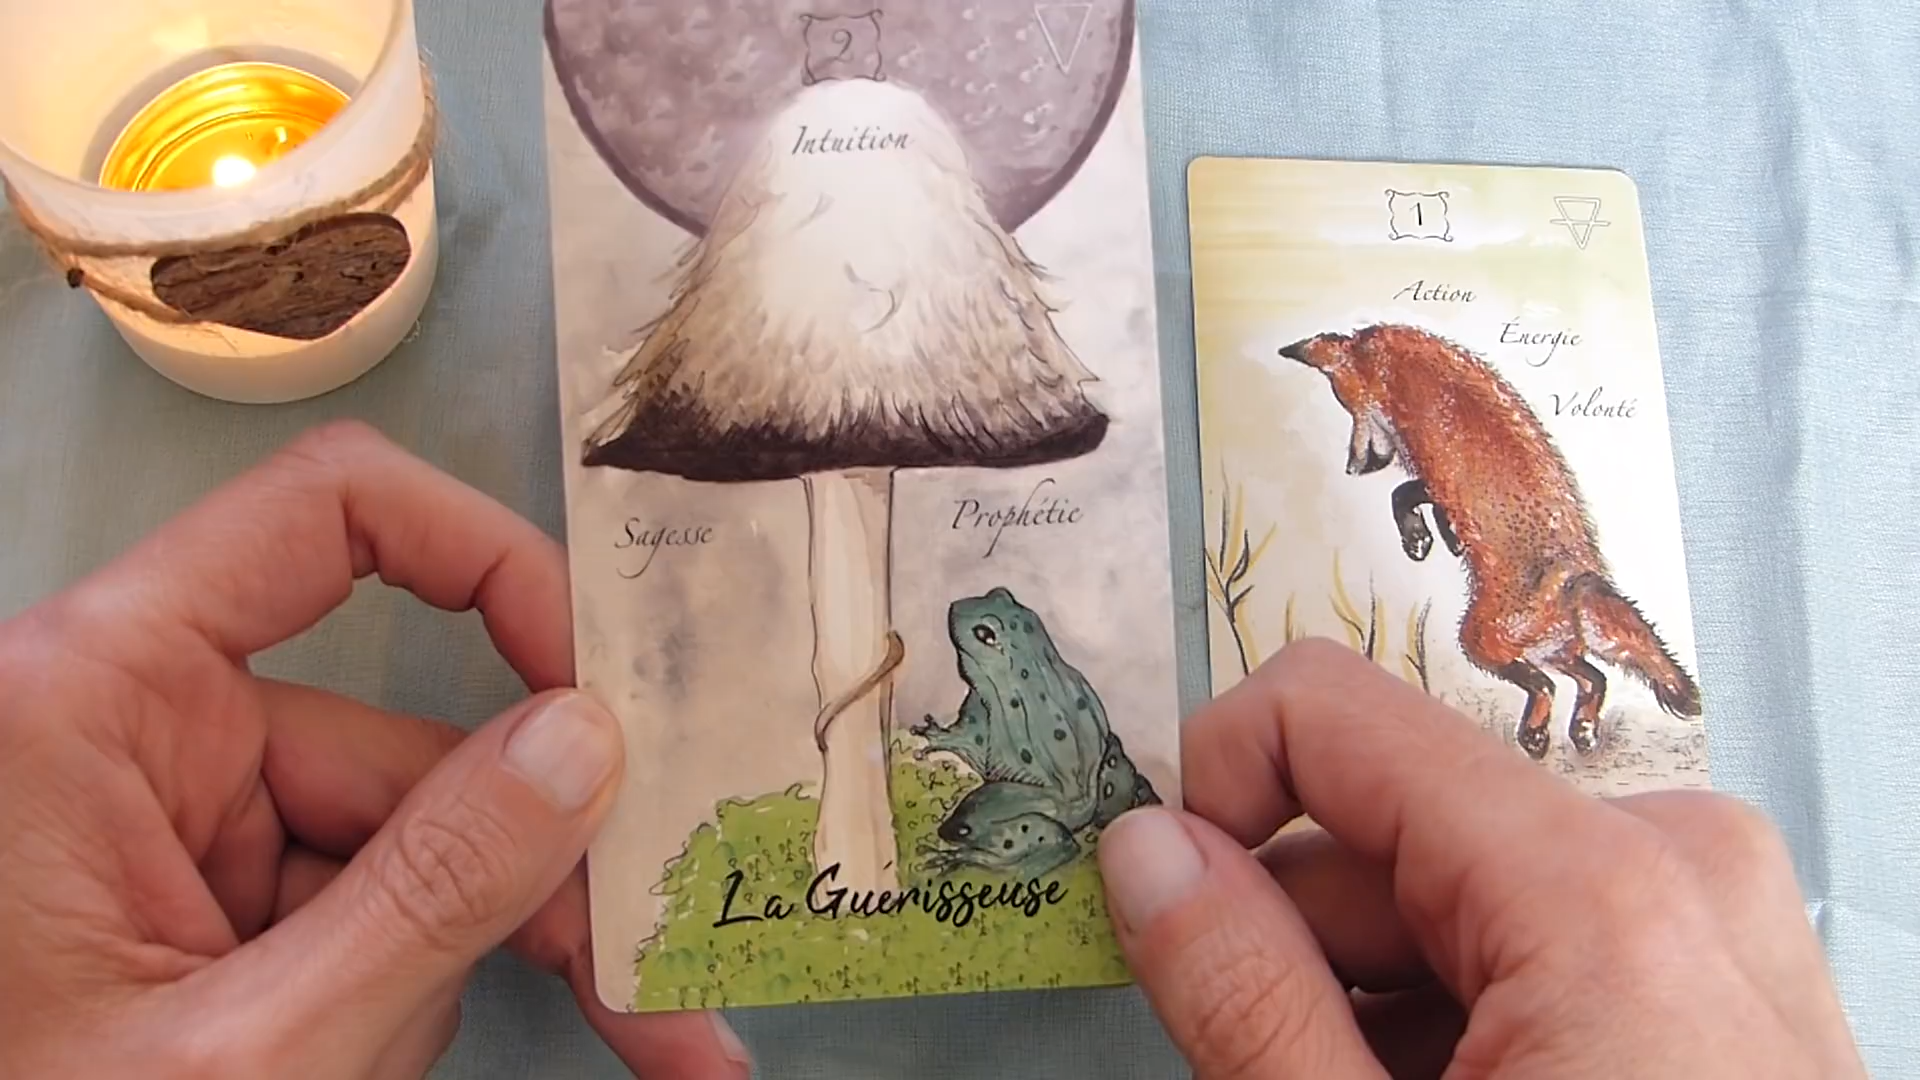 2
Intuition
Sagesse
Prophétie
La Guérisseuse
1
Action
Énergie
Volonté